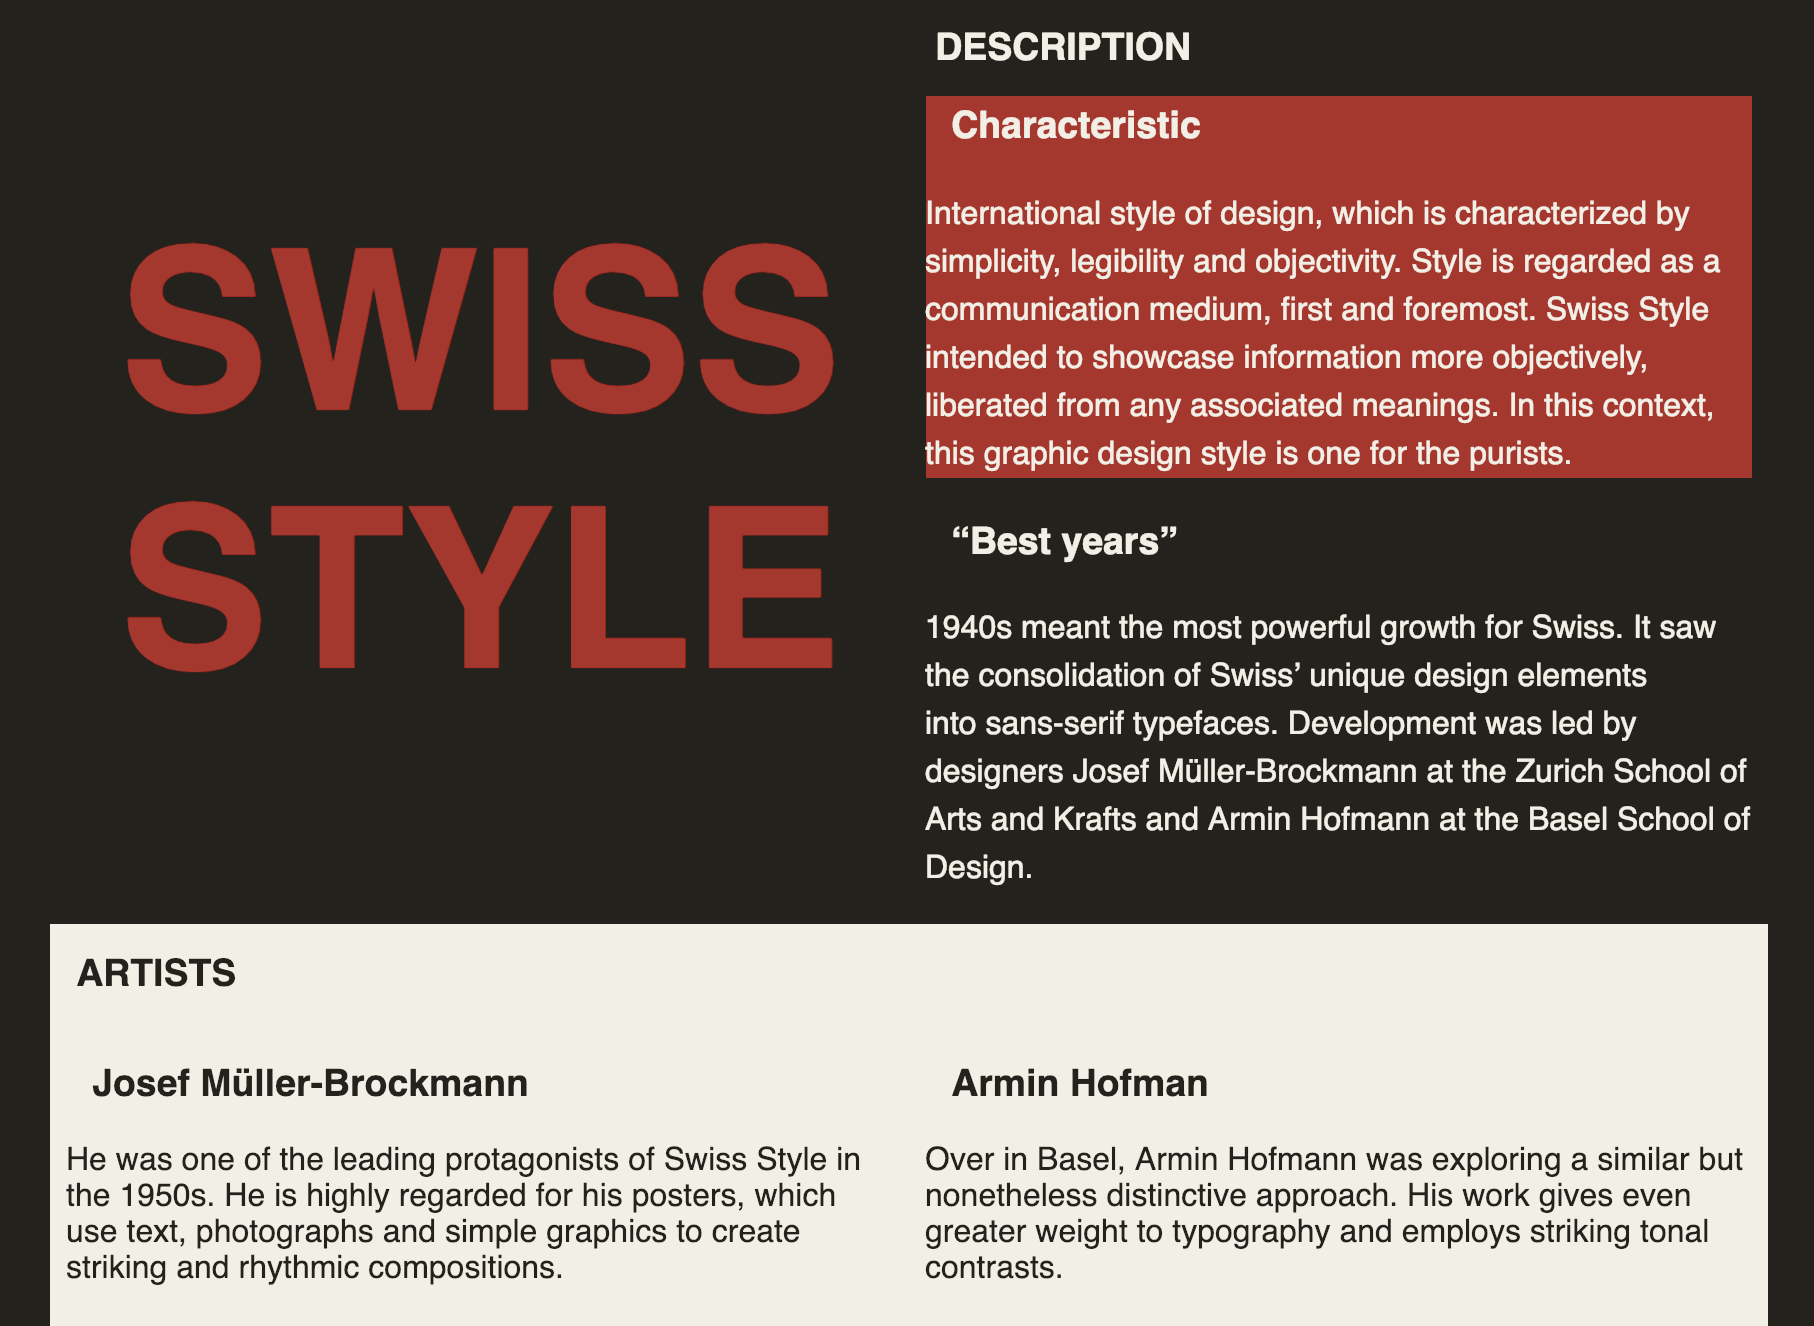 SWISS
STYLE
DESCRIPTION
Characteristic
International style of design, which is characterized by
simplicity, legibility and objectivity. Style is regarded as a
communication medium, first and foremost. Swiss Style
intended to showcase information more objectively,
liberated from any associated meanings. In this context,
this graphic design style is one for the purists.
“Best years”
1940s meant the most powerful growth for Swiss. It saw
the consolidation of Swiss’ unique design elements
into sans-serif typefaces. Development was led by
designers Josef Müller-Brockmann at the Zurich School of
Arts and Krafts and Armin Hofmann at the Basel School of
Design.
ARTISTS
Josef Müller-Brockmann
He was one of the leading protagonists of Swiss Style in
the 1950s. He is highly regarded for his posters, which
use text, photographs and simple graphics to create
striking and rhythmic compositions.
Armin Hofman
Over in Basel, Armin Hofmann was exploring a similar but
nonetheless distinctive approach. His work gives even
greater weight to typography and employs striking tonal
contrasts.